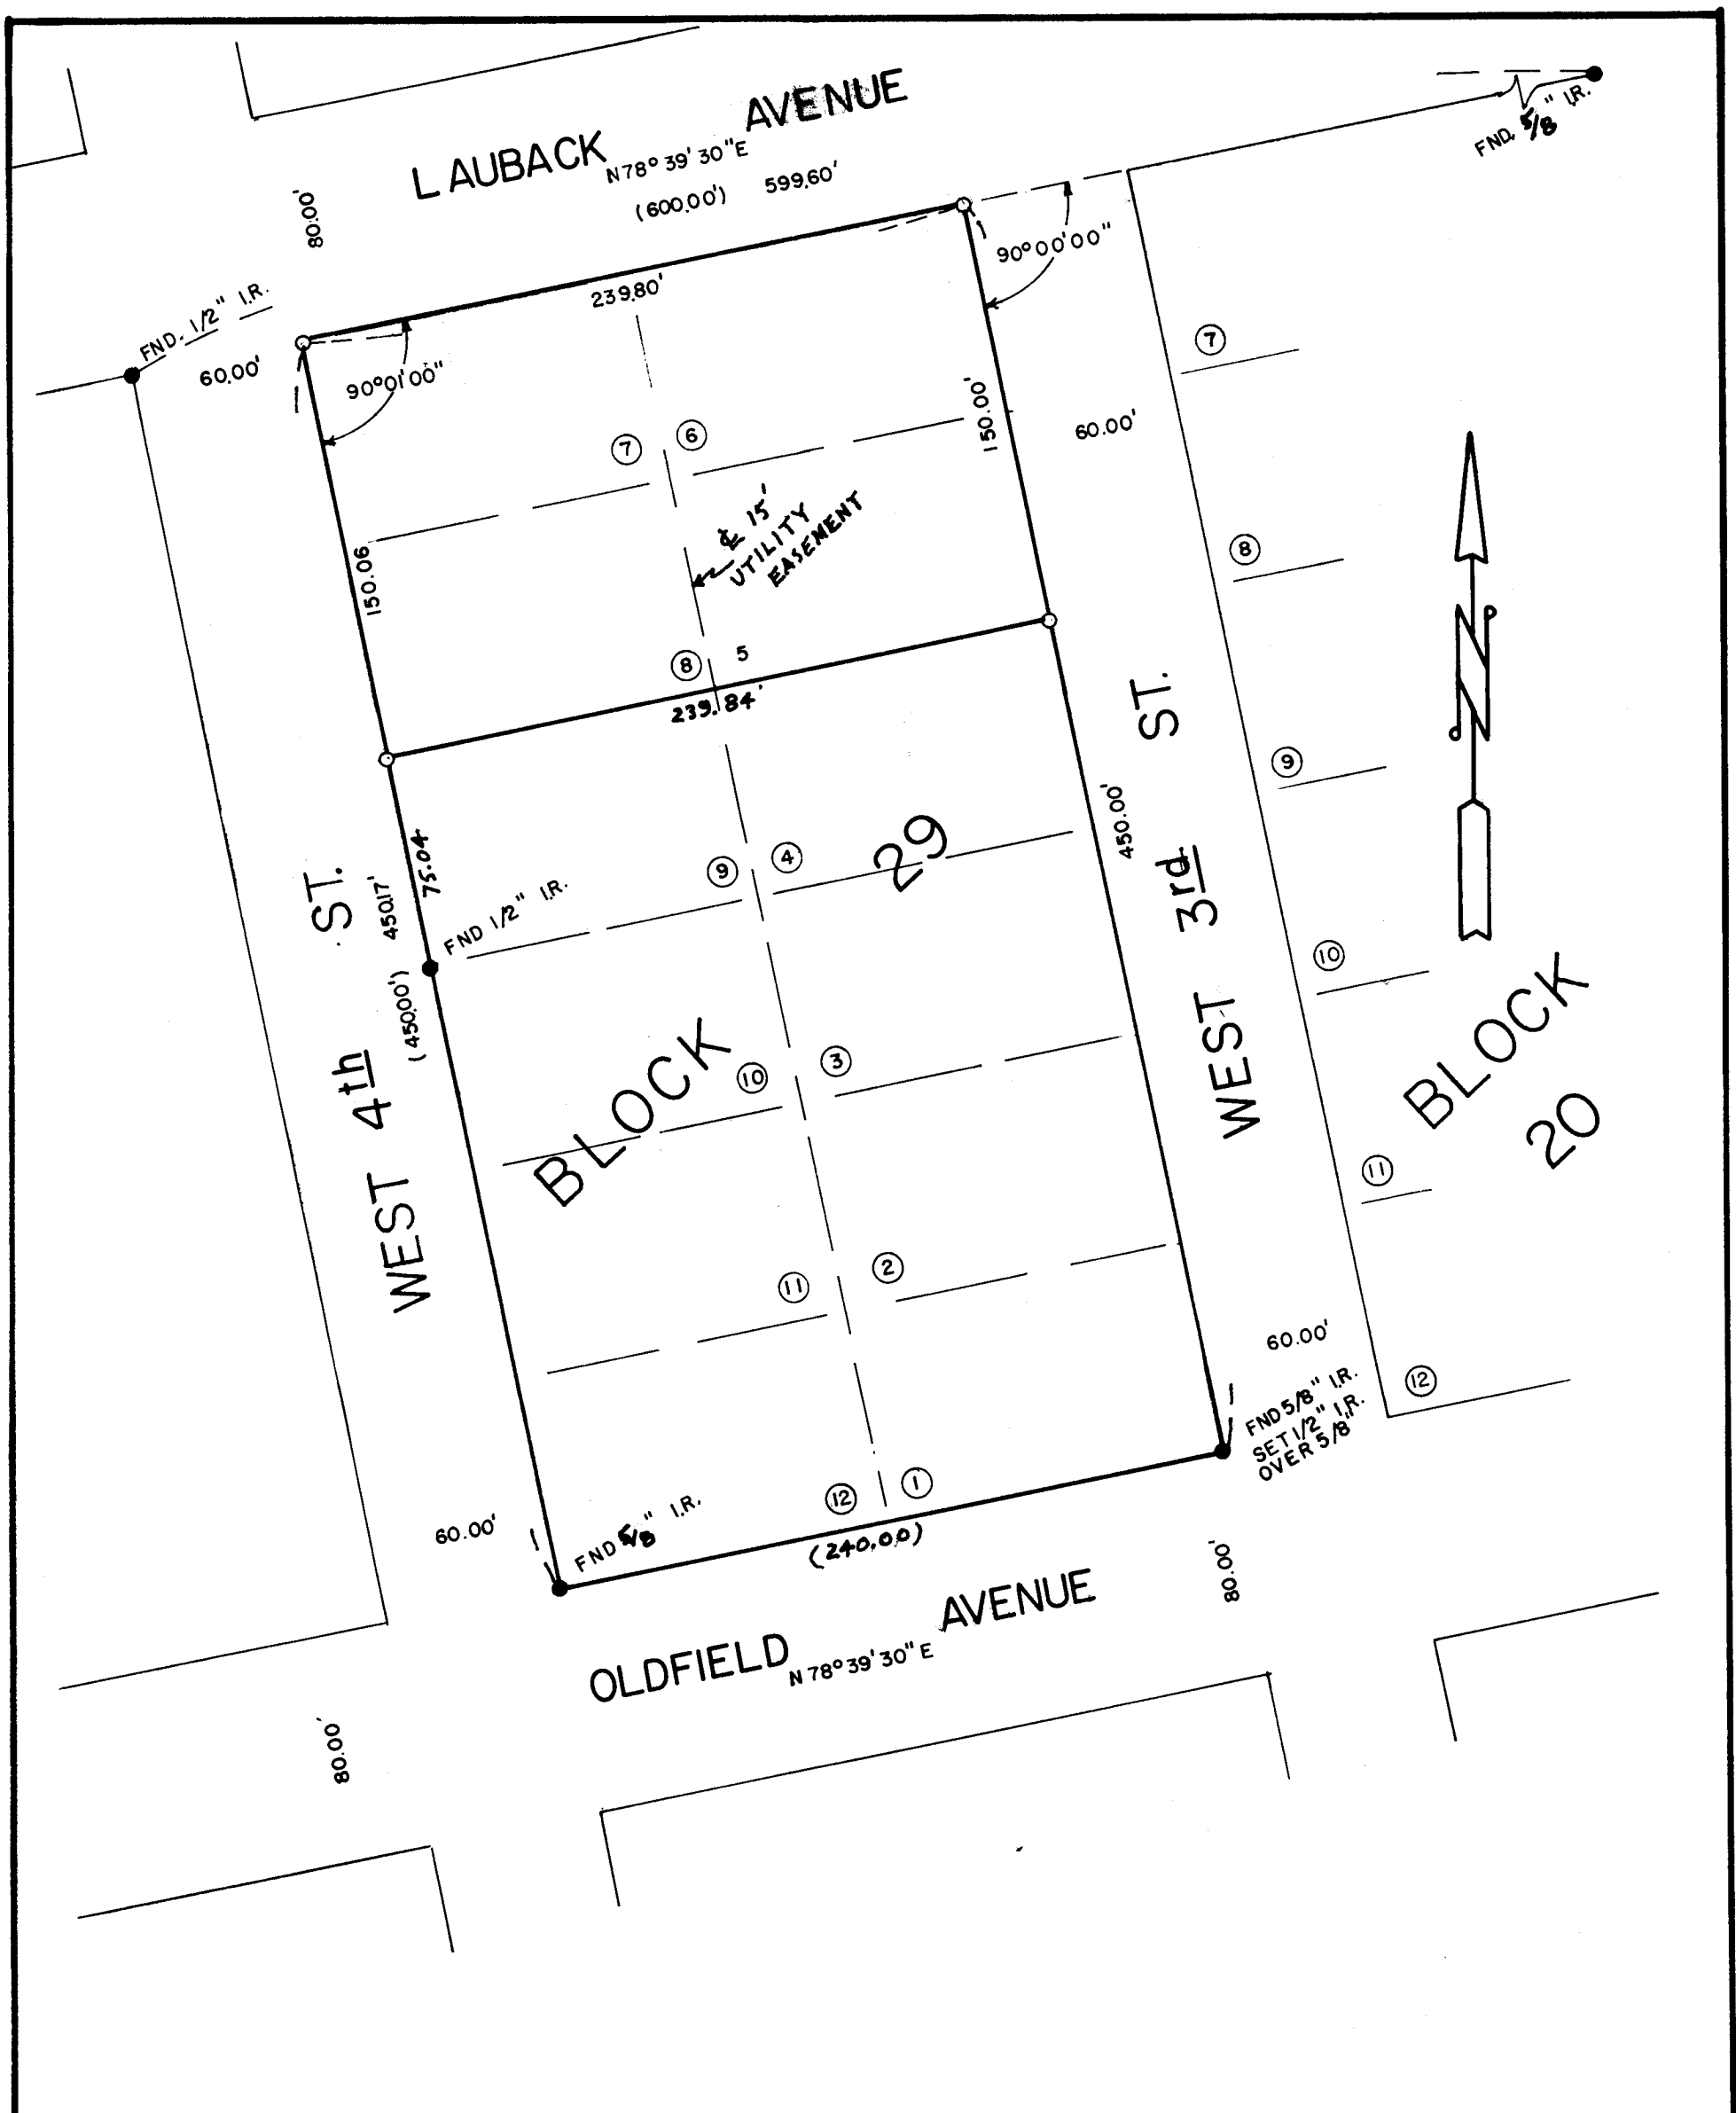 LAUBACK AVENUE
N 78° 39' 30" E
(600.00') 599.60'
FND. 5/8" I.R.
80.00'
FND. 1/2" I.R.
60.00'
239.80'
90°01'00"
90°00'00"
7
6
150.06
150.00'
60.00'
7
8
9
10
11
12
℄ 15'
UTILITY
EASEMENT
8
5
239.84'
75.04
FND 1/2" I.R.
9
4
450.00'
WEST 4th ST.
(450.00') 450.17'
WEST 3rd ST.
N
BLOCK 29
BLOCK
20
10
3
11
2
12
1
60.00'
FND 5/8" I.R.
SET 1/2" I.R.
OVER 5/8"
60.00'
FND 5/8" I.R.
(240.00)
80.00'
OLDFIELD AVENUE
N 78° 39' 30" E
80.00'